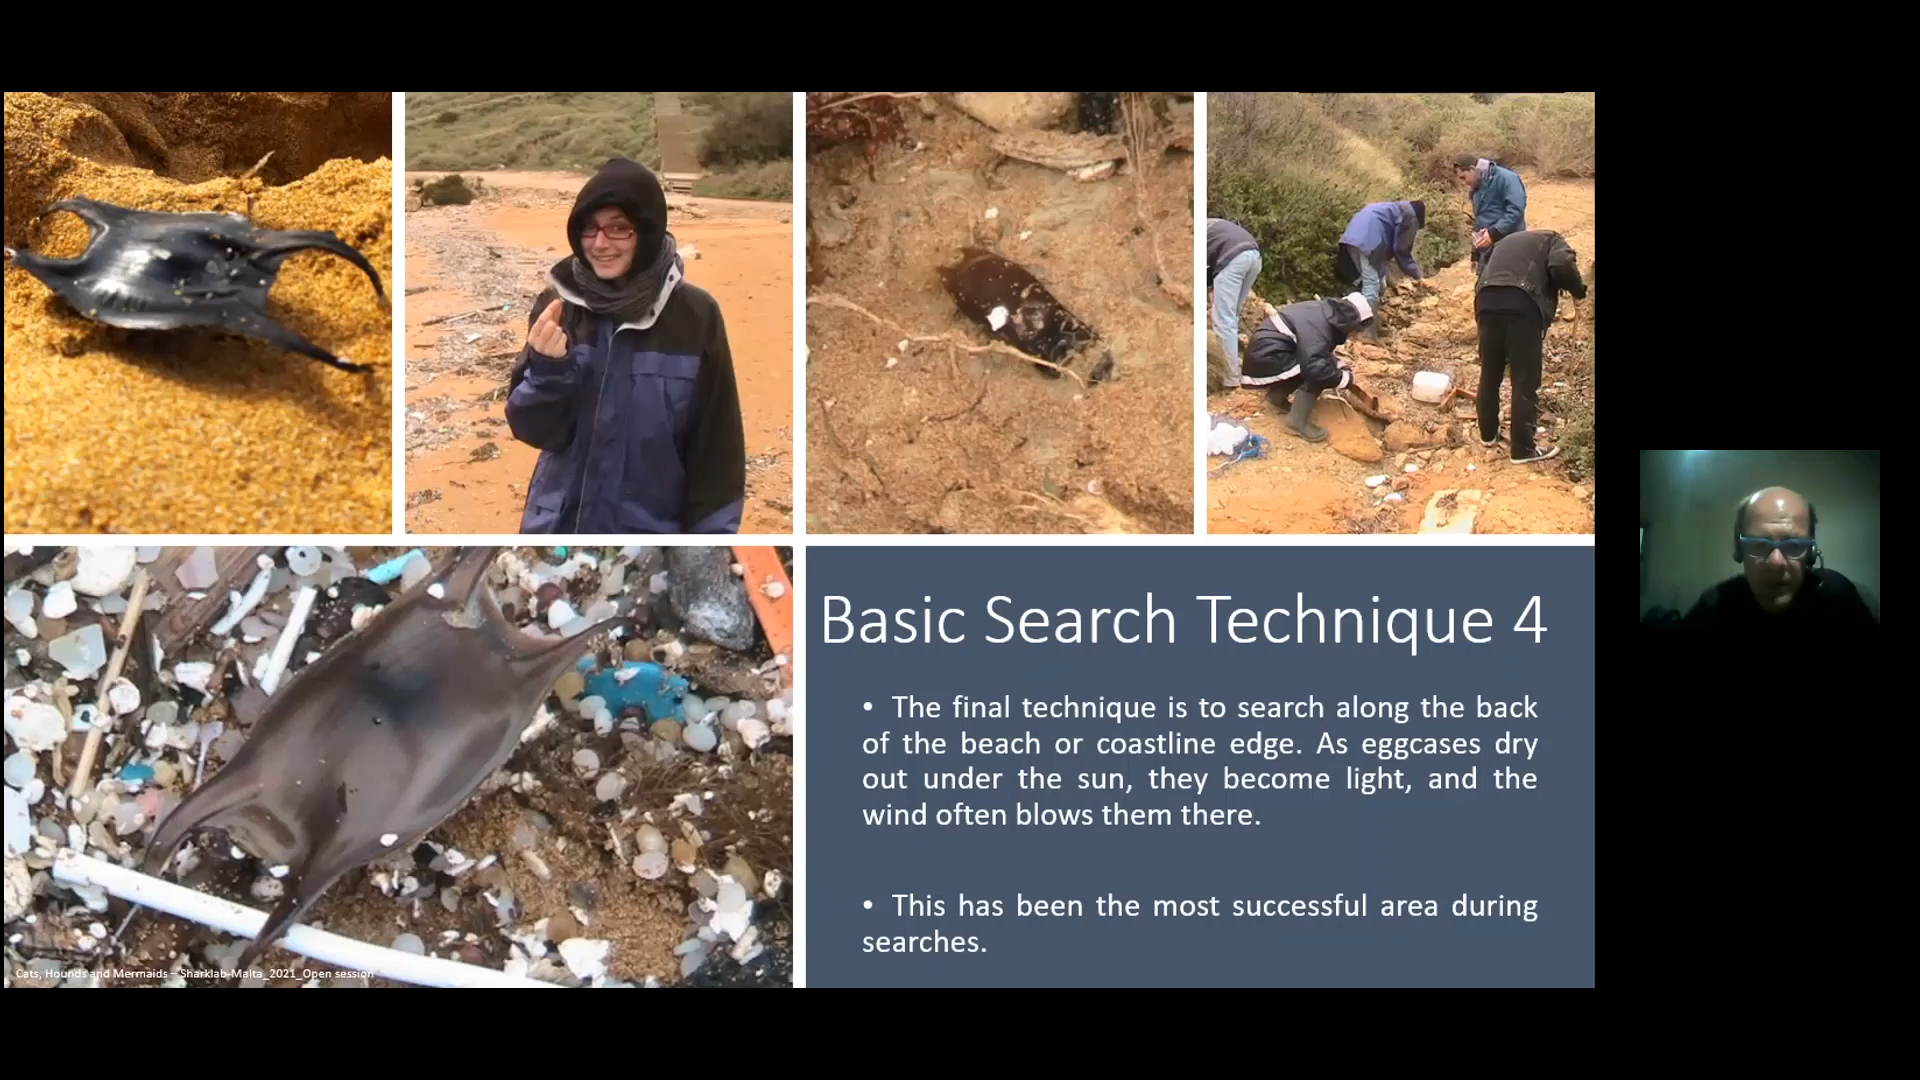 Basic Search Technique 4
• The final technique is to search along the back
of the beach or coastline edge. As eggcases dry
out under the sun, they become light, and the
wind often blows them there.
• This has been the most successful area during
searches.
Cats, Hounds and Mermaids – Sharklab-Malta_2021_Open session